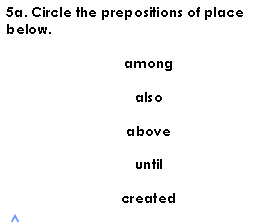 5a. Circle the prepositions of place
below.
among
also
above
until
created